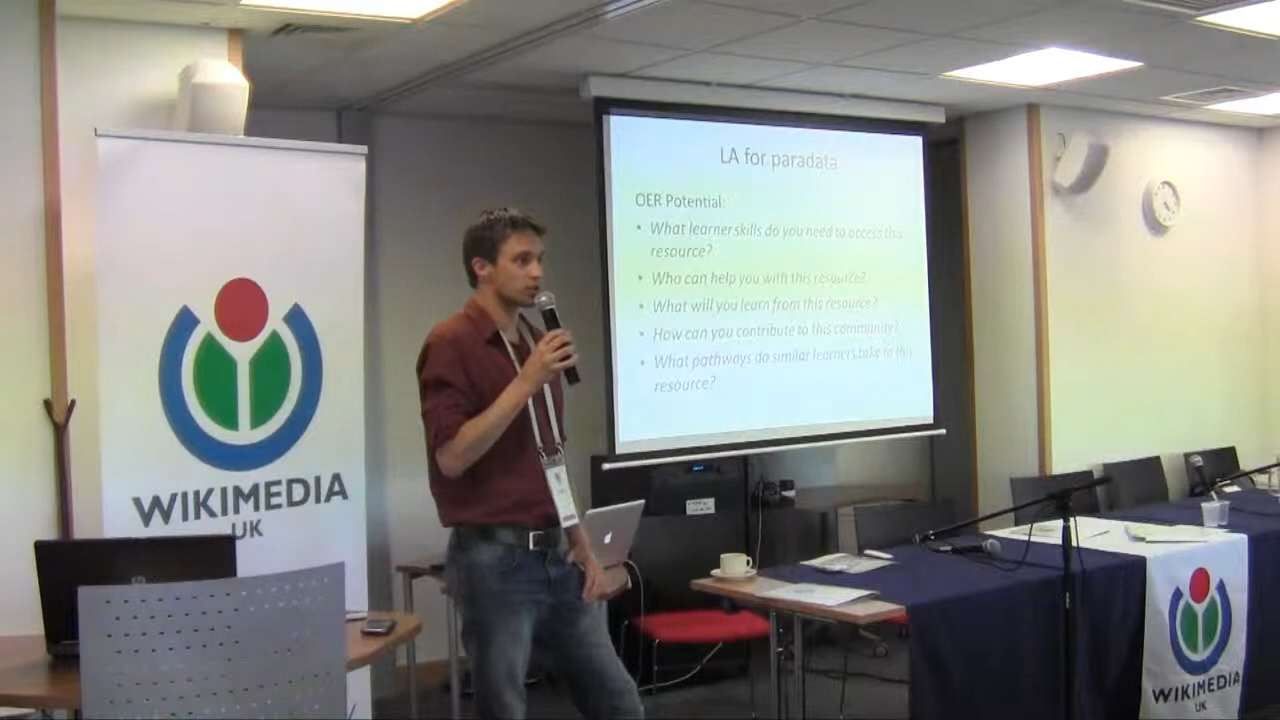 LA for paradata
OER Potential:
• What learner skills do you need to access this
resource?
• Who can help you with this resource?
• What will you learn from this resource?
• How can you contribute to this community?
• What pathways do similar learners take to this
resource?
WIKIMEDIA
UK
WIKIMEDIA
UK